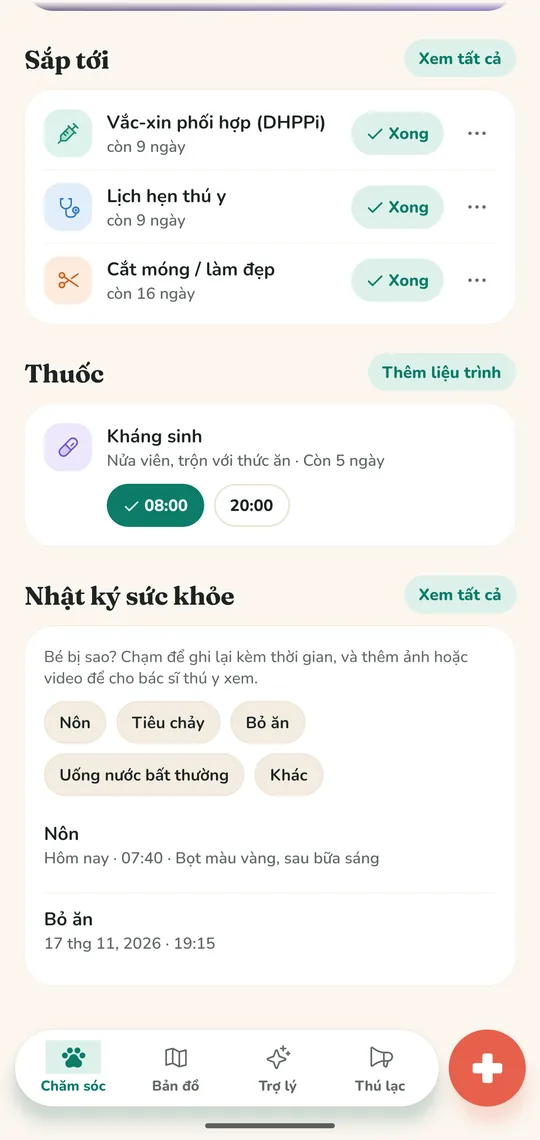 Sắp tới
Xem tất cả
Vắc-xin phối hợp (DHPPi)
còn 9 ngày
Xong
Lịch hẹn thú y
còn 9 ngày
Xong
Cắt móng / làm đẹp
còn 16 ngày
Xong
Thuốc
Thêm liệu trình
Kháng sinh
Nửa viên, trộn với thức ăn · Còn 5 ngày
08:00
20:00
Nhật ký sức khỏe
Xem tất cả
Bé bị sao? Chạm để ghi lại kèm thời gian, và thêm ảnh hoặc
video để cho bác sĩ thú y xem.
Nôn
Tiêu chảy
Bỏ ăn
Uống nước bất thường
Khác
Nôn
Hôm nay · 07:40 · Bọt màu vàng, sau bữa sáng
Bỏ ăn
17 thg 11, 2026 · 19:15
Chăm sóc
Bản đồ
Trợ lý
Thú lạc